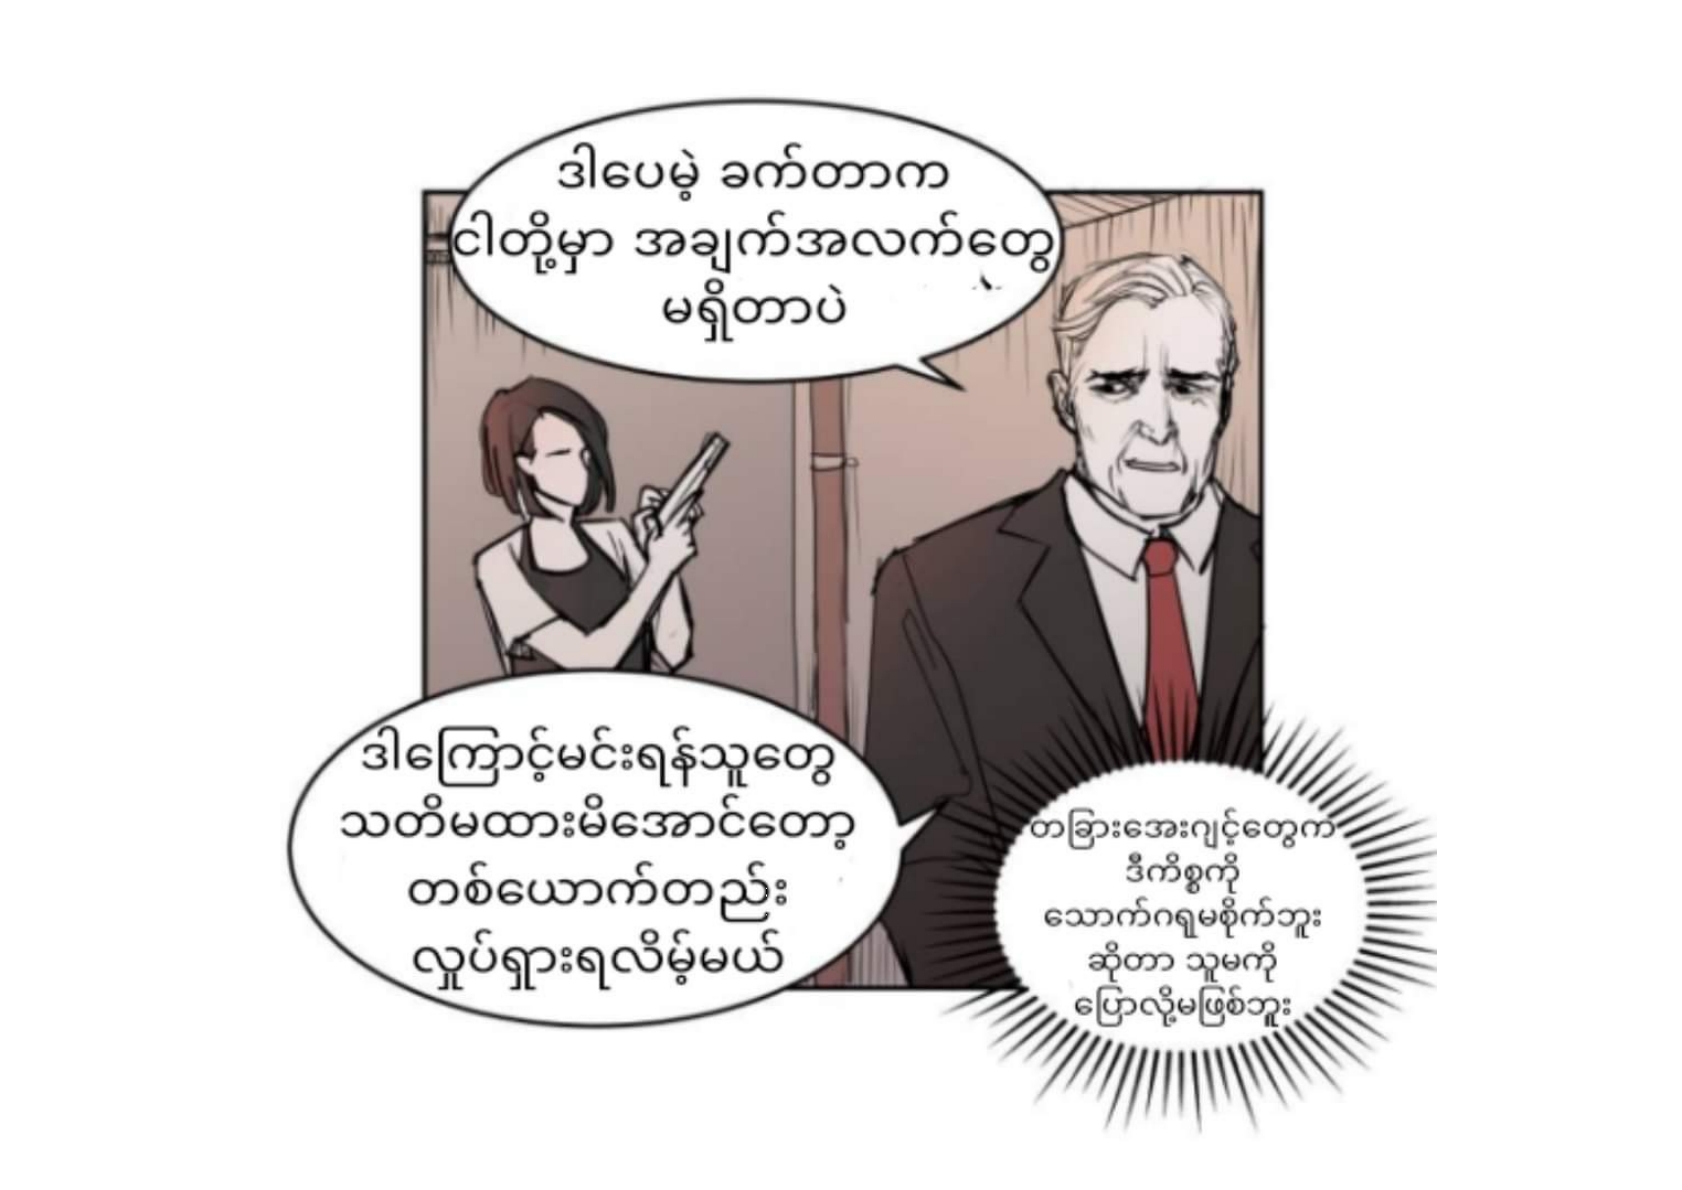 ဒါပေမဲ့ ခက်တာက
ငါတို့မှာ အချက်အလက်တွေ
မရှိတာပဲ
ဒါကြောင့်မင်းရန်သူတွေ
သတိမထားမိအောင်တော့
တစ်ယောက်တည်း
လှုပ်ရှားရလိမ့်မယ်
တခြားအေးဂျင့်တွေက
ဒီကိစ္စကို
သောက်ဂရုမစိုက်ဘူး
ဆိုတာ သူမကို
ပြောလို့မဖြစ်ဘူး